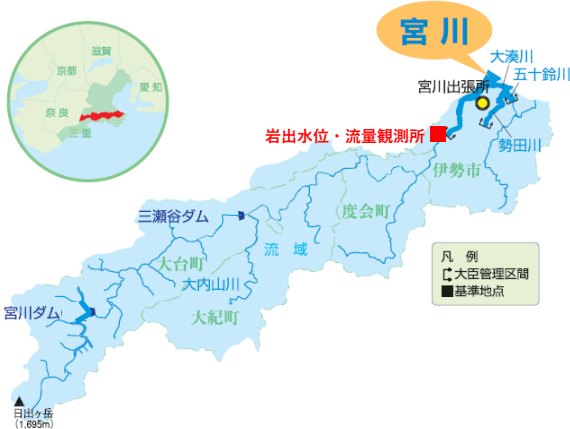 宮川
滋賀
京都
愛知
奈良
三重
大湊川
五十鈴川
宮川出張所
岩出水位・流量観測所
勢田川
伊勢市
度会町
三瀬谷ダム
流域
大台町
大内山川
大紀町
宮川ダム
凡例
大臣管理区間
基準地点
日出ヶ岳
(1,695m)